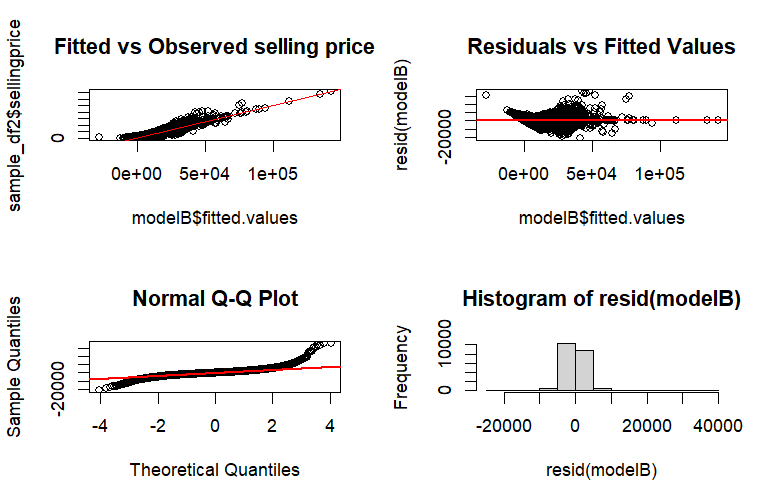 Fitted vs Observed selling price
sample_df2$sellingprice
0
0e+00 5e+04 1e+05
modelB$fitted.values
Residuals vs Fitted Values
resid(modelB)
-20000
0e+00 5e+04 1e+05
modelB$fitted.values
Normal Q-Q Plot
Sample Quantiles
-20000
-4 -2 0 2 4
Theoretical Quantiles
Histogram of resid(modelB)
Frequency
10000
0
-20000 0 20000 40000
resid(modelB)